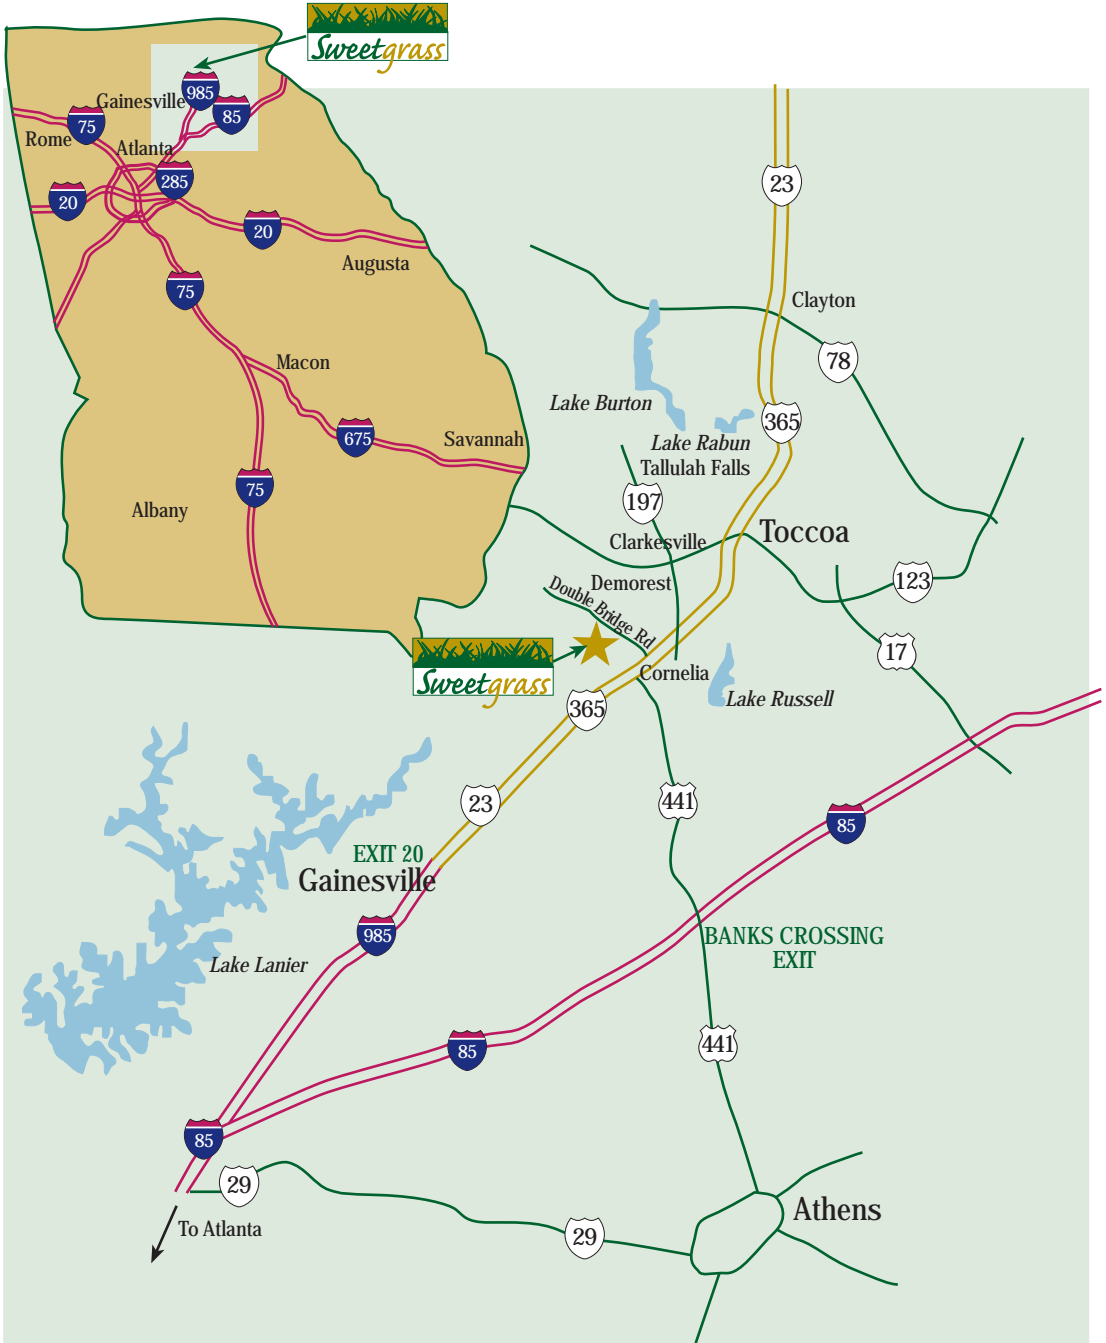 Sweetgrass
985
Gainesville
85
75
Rome
Atlanta
285
20
20
Augusta
75
Macon
675
Savannah
75
Albany
23
Clayton
78
Lake Burton
365
Lake Rabun
Tallulah Falls
197
Toccoa
Clarkesville
Demorest
123
Double Bridge Rd
17
Sweetgrass
Cornelia
Lake Russell
365
23
441
85
EXIT 20
Gainesville
985
BANKS CROSSING
EXIT
Lake Lanier
85
441
85
29
To Atlanta
Athens
29